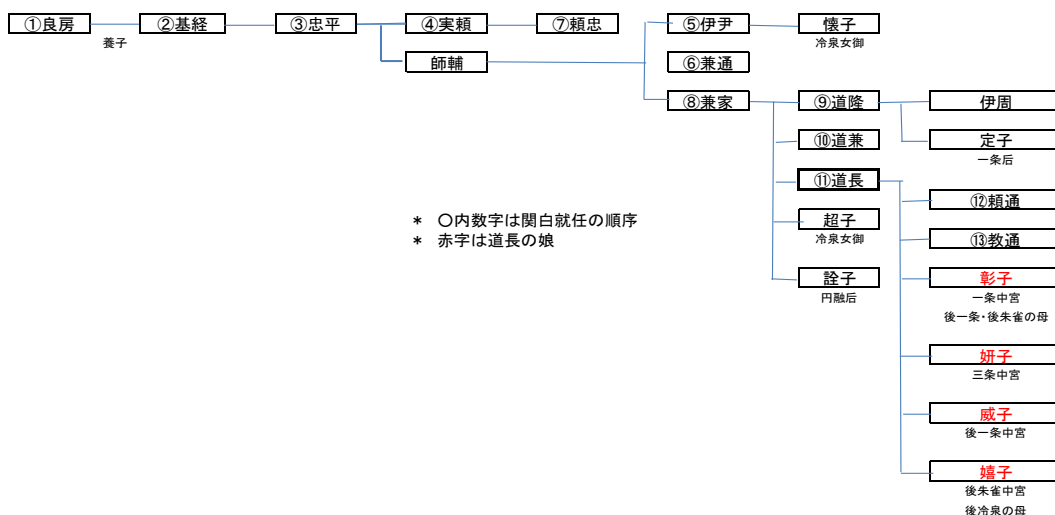 ①良房
養子
②基経
③忠平
④実頼
⑦頼忠
⑤伊尹
懐子
冷泉女御
師輔
⑥兼通
⑧兼家
⑨道隆
伊周
⑩道兼
定子
一条后
⑪道長
⑫頼通
超子
冷泉女御
⑬教通
詮子
円融后
彰子
一条中宮
後一条・後朱雀の母
妍子
三条中宮
威子
後一条中宮
嬉子
後朱雀中宮
後冷泉の母
* 〇内数字は関白就任の順序
* 赤字は道長の娘